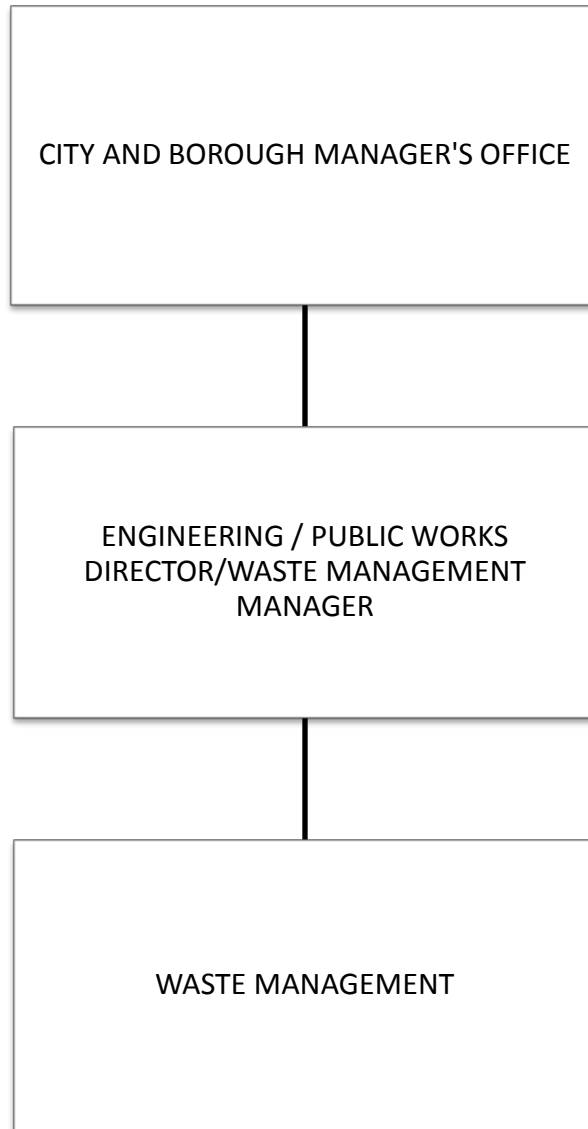 CITY AND BOROUGH MANAGER'S OFFICE
ENGINEERING / PUBLIC WORKS
DIRECTOR/WASTE MANAGEMENT
MANAGER
WASTE MANAGEMENT